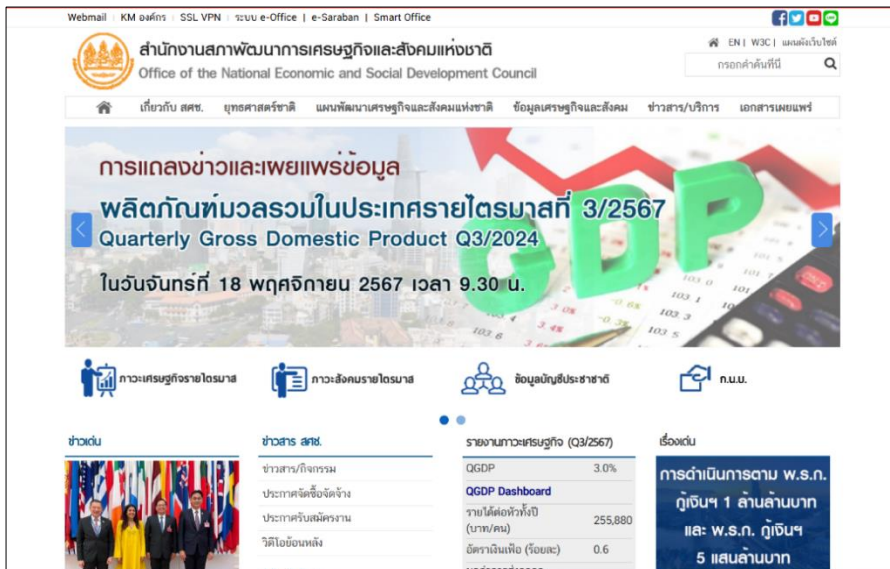 Webmail | KM องค์กร | SSL VPN | ระบบ e-Office | e-Saraban | Smart Office
สำนักงานสภาพัฒนาการเศรษฐกิจและสังคมแห่งชาติ
Office of the National Economic and Social Development Council
EN | W3C | แผนผังเว็บไซต์
กรอกคำค้นที่นี่
เกี่ยวกับ สศช. ยุทธศาสตร์ชาติ แผนพัฒนาเศรษฐกิจและสังคมแห่งชาติ ข้อมูลเศรษฐกิจและสังคม ข่าวสาร/บริการ เอกสารเผยแพร่
การแถลงข่าวและเผยแพร่ข้อมูล
ผลิตภัณฑ์มวลรวมในประเทศรายไตรมาสที่ 3/2567
Quarterly Gross Domestic Product Q3/2024
ในวันจันทร์ที่ 18 พฤศจิกายน 2567 เวลา 9.30 น.
GDP
ภาวะเศรษฐกิจรายไตรมาส
ภาวะสังคมรายไตรมาส
ข้อมูลบัญชีประชาชาติ
ก.น.บ.
ข่าวเด่น
ข่าวสาร สศช.
ข่าวสาร/กิจกรรม
ประกาศจัดซื้อจัดจ้าง
ประกาศรับสมัครงาน
วิดีโอย้อนหลัง
รายงานภาวะเศรษฐกิจ (Q3/2567)
QGDP 3.0%
QGDP Dashboard
รายได้ต่อหัวทั้งปี
(บาท/คน) 255,880
อัตราเงินเฟ้อ (ร้อยละ) 0.6
เรื่องเด่น
การดำเนินการตาม พ.ร.ก.
กู้เงินฯ 1 ล้านล้านบาท
และ พ.ร.ก. กู้เงินฯ
5 แสนล้านบาท